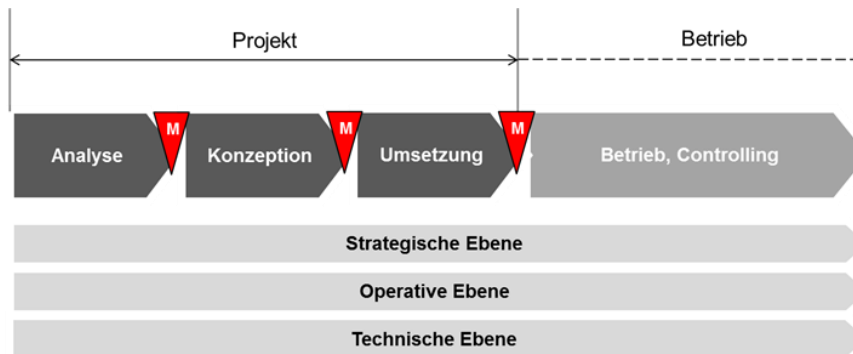 Projekt
Betrieb
M
M
M
Analyse
Konzeption
Umsetzung
Betrieb, Controlling
Strategische Ebene
Operative Ebene
Technische Ebene